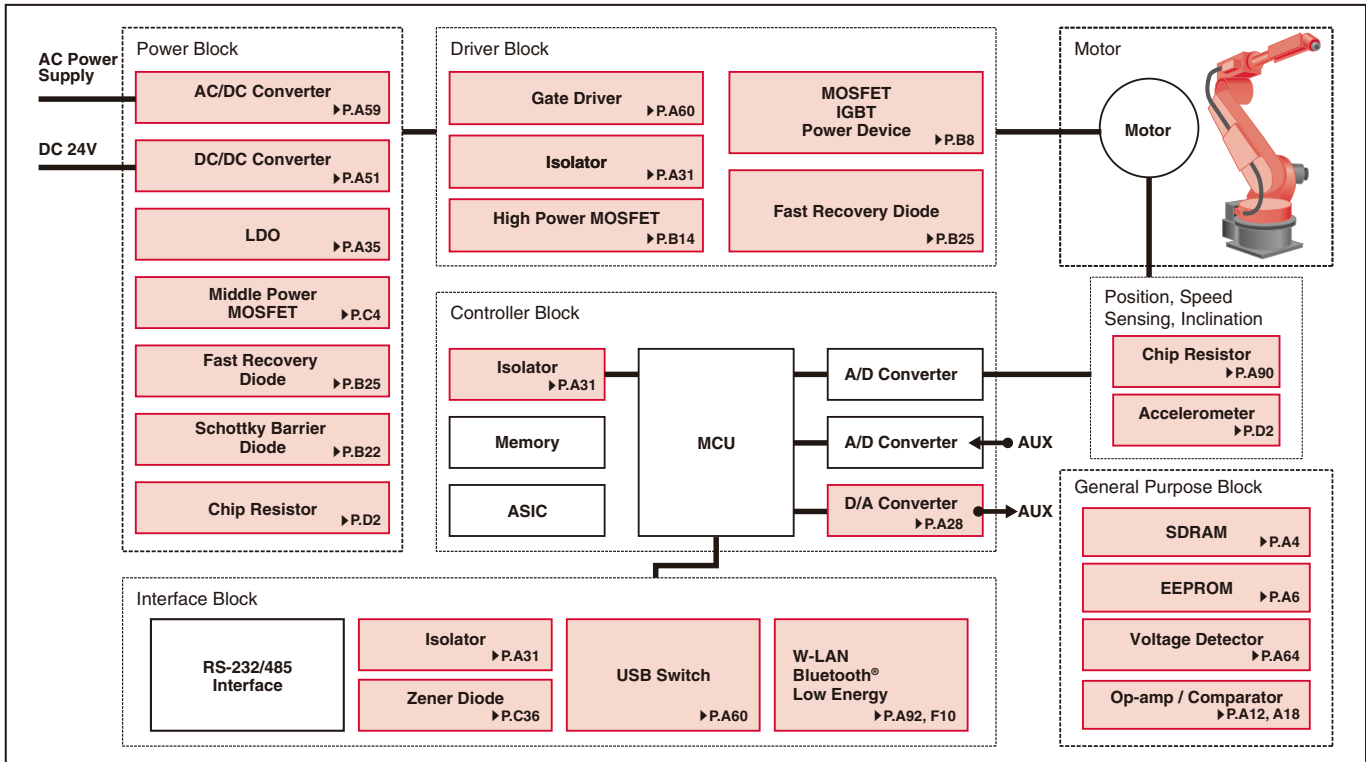 AC Power
Supply
DC 24V
Power Block
AC/DC Converter
▶P.A59
DC/DC Converter
▶P.A51
LDO
▶P.A35
Middle Power
MOSFET
▶P.C4
Fast Recovery
Diode
▶P.B25
Schottky Barrier
Diode
▶P.B22
Chip Resistor
▶P.D2
Driver Block
Gate Driver
▶P.A60
Isolator
▶P.A31
High Power MOSFET
▶P.B14
MOSFET
IGBT
Power Device
▶P.B8
Fast Recovery Diode
▶P.B25
Motor
Motor
Position, Speed
Sensing, Inclination
Chip Resistor
▶P.A90
Accelerometer
▶P.D2
Controller Block
Isolator
▶P.A31
Memory
ASIC
MCU
A/D Converter
A/D Converter
AUX
D/A Converter
▶P.A28
AUX
General Purpose Block
SDRAM
▶P.A4
EEPROM
▶P.A6
Voltage Detector
▶P.A64
Op-amp / Comparator
▶P.A12, A18
Interface Block
RS-232/485
Interface
Isolator
▶P.A31
Zener Diode
▶P.C36
USB Switch
▶P.A60
W-LAN
Bluetooth®
Low Energy
▶P.A92, F10